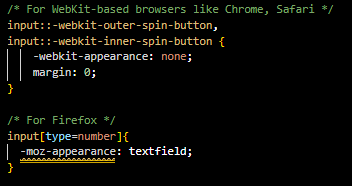 /* For WebKit-based browsers like Chrome, Safari */
input::-webkit-outer-spin-button,
input::-webkit-inner-spin-button {
-webkit-appearance: none;
margin: 0;
}
/* For Firefox */
input[type=number]{
-moz-appearance: textfield;
}